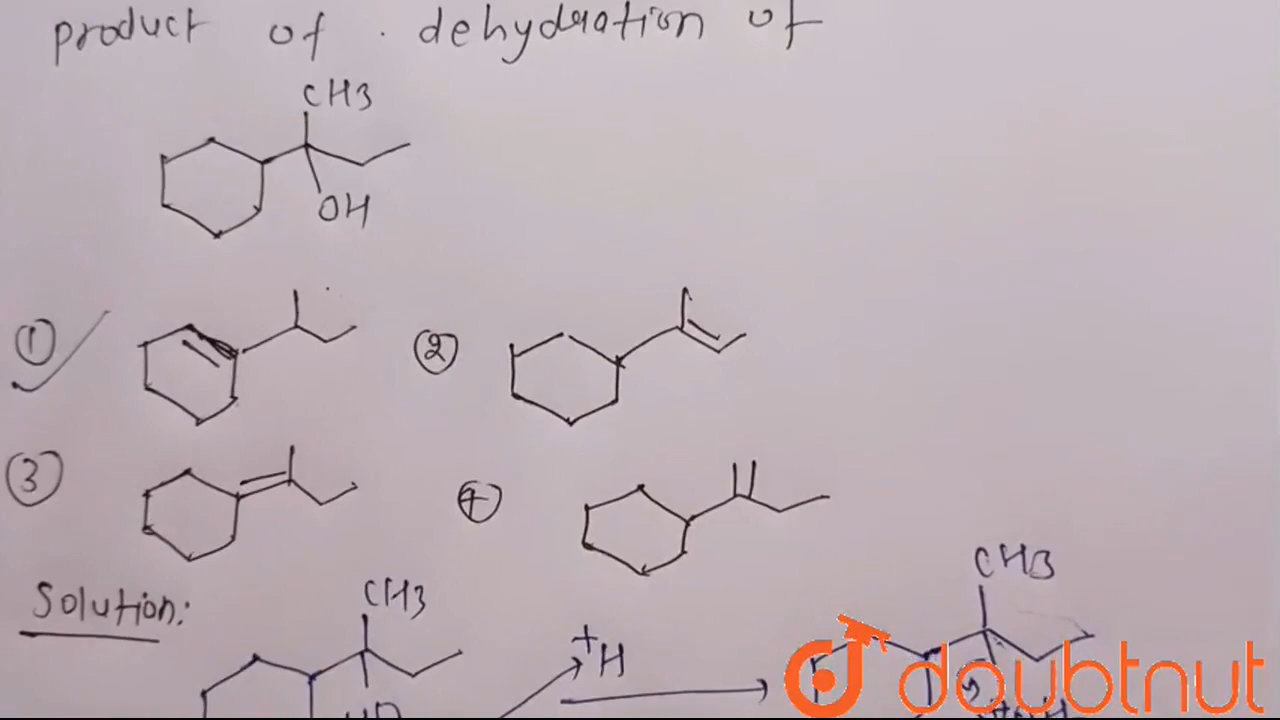 product of . dehydration of
CH3
OH
① ②
③ ④
Solution:
CH3
+H
CH3
doubtnut